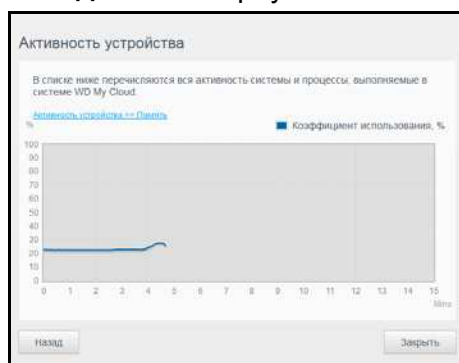 Активность устройства
В списке ниже перечисляются вся активность системы и процессы, выполняемые в
системе WD My Cloud.
Активность устройства >> Память
%
Коэффициент использования, %
100
90
80
70
60
50
40
30
20
10
0
0 1 2 3 4 5 6 7 8 9 10 11 12 13 14 15
Mins
Назад
Закрыть